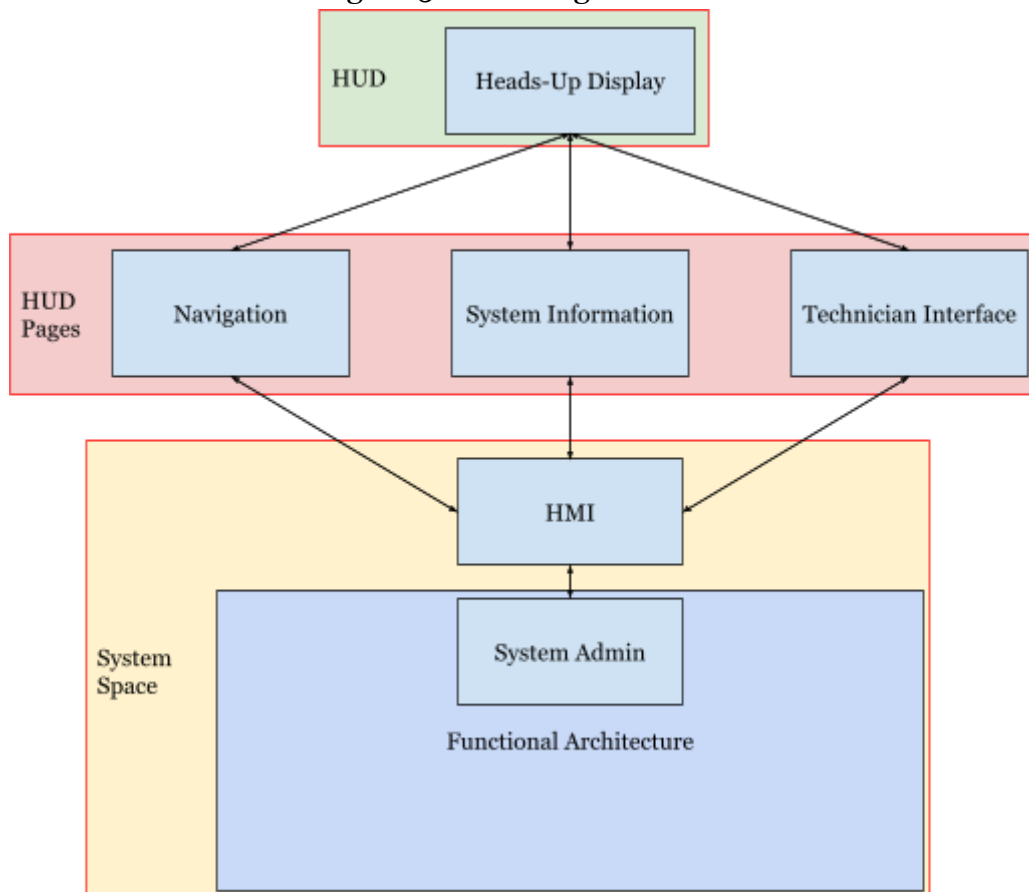 HUD
Heads-Up Display
HUD
Pages
Navigation
System Information
Technician Interface
HMI
System Admin
System
Space
Functional Architecture